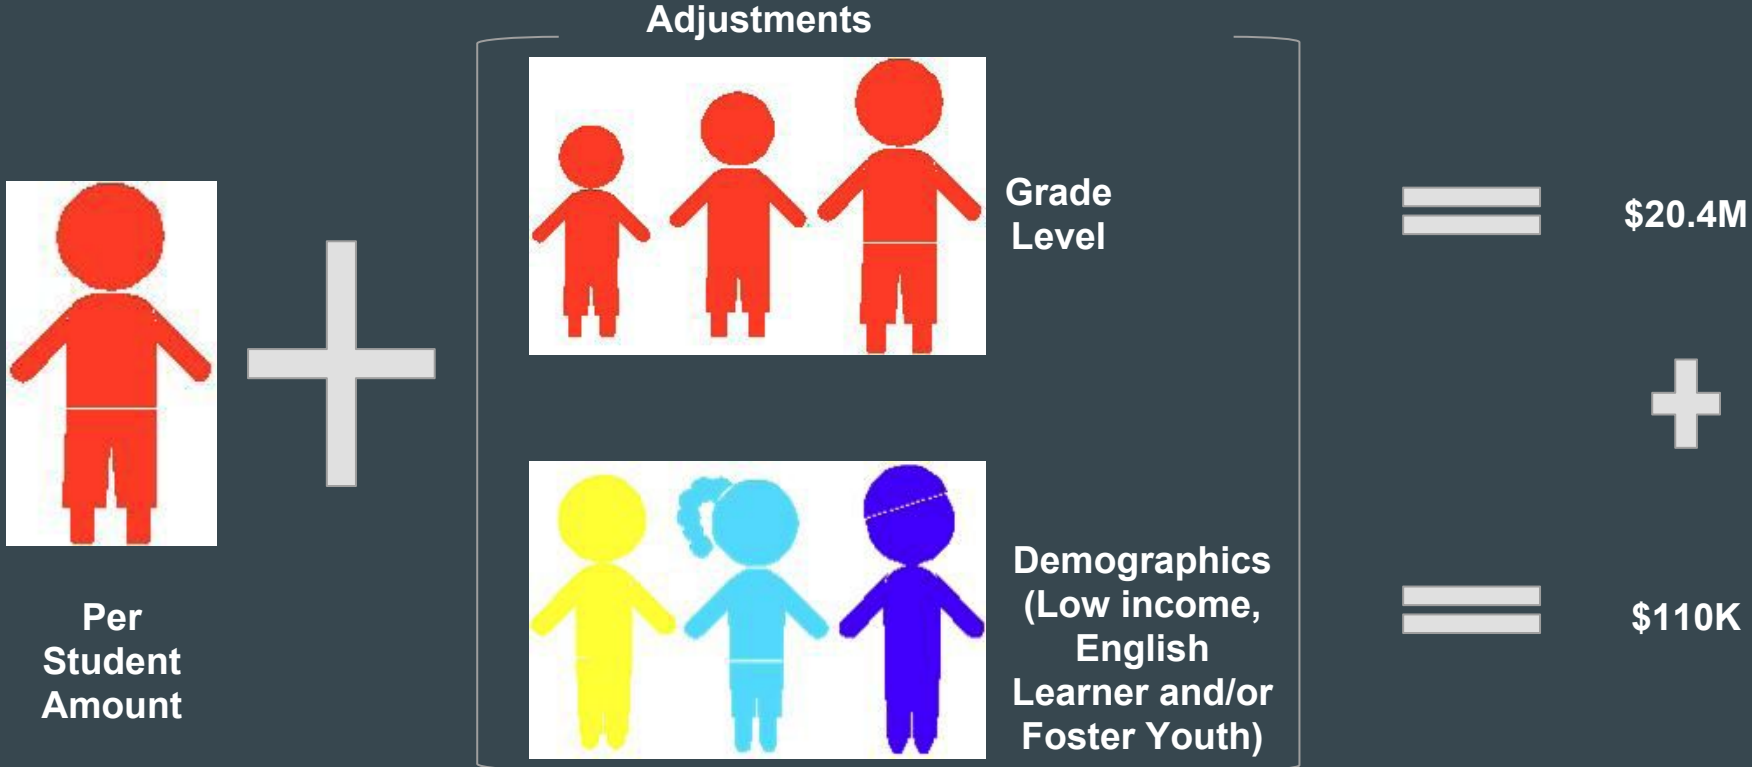 Adjustments
Per
Student
Amount
Grade
Level
$20.4M
Demographics
(Low income,
English
Learner and/or
Foster Youth)
$110K